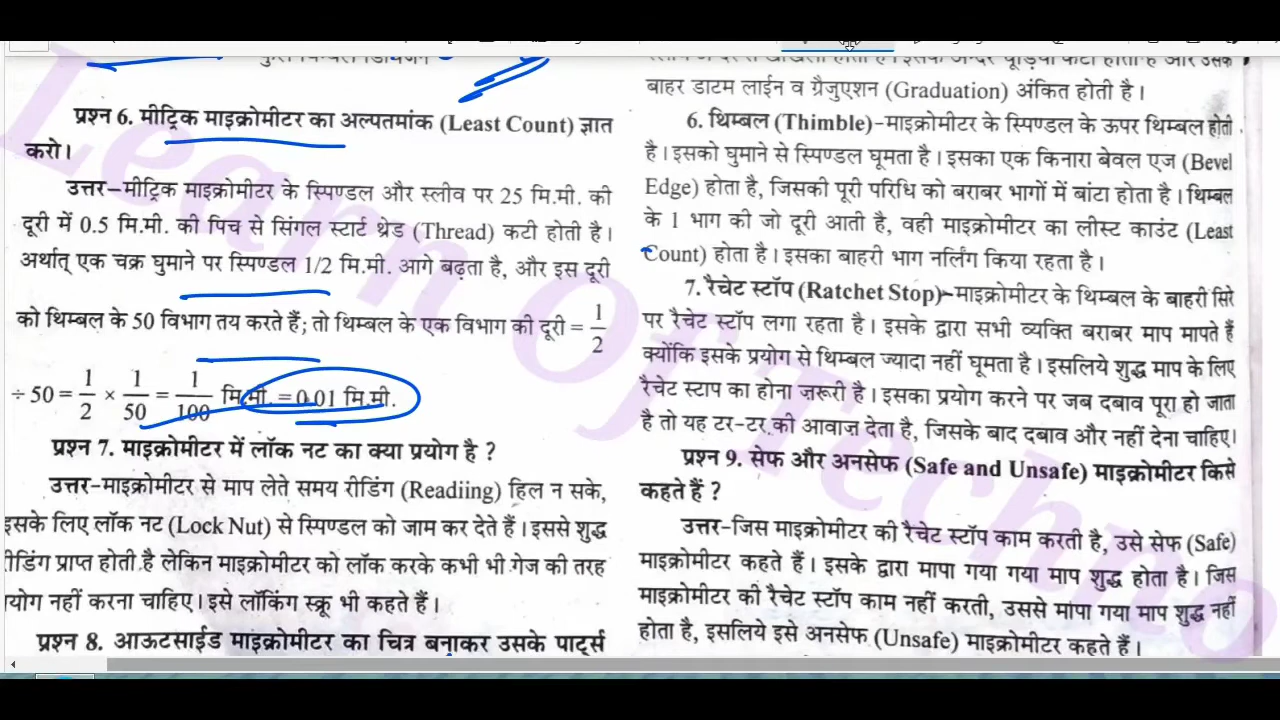 प्रश्न 6. मीट्रिक माइक्रोमीटर का अल्पतमांक (Least Count) ज्ञात
करो।
उत्तर–मीट्रिक माइक्रोमीटर के स्पिण्डल और स्लीव पर 25 मि.मी. की
दूरी में 0.5 मि.मी. की पिच से सिंगल स्टार्ट थ्रेड (Thread) कटी होती है।
अर्थात् एक चक्र घुमाने पर स्पिण्डल 1/2 मि.मी. आगे बढ़ता है, और इस दूरी
को थिम्बल के 50 विभाग तय करते हैं; तो थिम्बल के एक विभाग की दूरी = 1/2
÷ 50 = 1/2 × 1/50 = 1/100 मि.मी. = 0.01 मि.मी.
प्रश्न 7. माइक्रोमीटर में लॉक नट का क्या प्रयोग है ?
उत्तर–माइक्रोमीटर से माप लेते समय रीडिंग (Readiing) हिल न सके,
इसके लिए लॉक नट (Lock Nut) से स्पिण्डल को जाम कर देते हैं। इससे शुद्ध
रीडिंग प्राप्त होती है लेकिन माइक्रोमीटर को लॉक करके कभी भी गेज की तरह
योग नहीं करना चाहिए। इसे लॉकिंग स्क्रू भी कहते हैं।
प्रश्न 8. आऊटसाईड माइक्रोमीटर का चित्र बनाकर उसके पार्ट्स
बाहर डाटम लाईन व ग्रैजुएशन (Graduation) अंकित होती है।
6. थिम्बल (Thimble)–माइक्रोमीटर के स्पिण्डल के ऊपर थिम्बल होती
है। इसको घुमाने से स्पिण्डल घूमता है। इसका एक किनारा बेवल एज (Bevel
Edge) होता है, जिसकी पूरी परिधि को बराबर भागों में बांटा होता है। थिम्बल
के 1 भाग की जो दूरी आती है, वही माइक्रोमीटर का लीस्ट काउंट (Least
Count) होता है। इसका बाहरी भाग नर्लिंग किया रहता है।
7. रैचेट स्टॉप (Ratchet Stop)–माइक्रोमीटर के थिम्बल के बाहरी सिरे
पर रैचेट स्टॉप लगा रहता है। इसके द्वारा सभी व्यक्ति बराबर माप मापते हैं
क्योंकि इसके प्रयोग से थिम्बल ज्यादा नहीं घूमता है। इसलिये शुद्ध माप के लिए
रैचेट स्टाप का होना ज़रूरी है। इसका प्रयोग करने पर जब दबाव पूरा हो जाता
है तो यह टर-टर की आवाज देता है, जिसके बाद दबाव और नहीं देना चाहिए।
प्रश्न 9. सेफ और अनसेफ (Safe and Unsafe) माइक्रोमीटर किसे
कहते हैं ?
उत्तर–जिस माइक्रोमीटर की रैचेट स्टॉप काम करती है, उसे सेफ (Safe)
माइक्रोमीटर कहते हैं। इसके द्वारा मापा गया गया माप शुद्ध होता है। जिस
माइक्रोमीटर की रैचेट स्टॉप काम नहीं करती, उससे मांपा गया माप शुद्ध नहीं
होता है, इसलिये इसे अनसेफ (Unsafe) माइक्रोमीटर कहते हैं।
Learn Of Techno